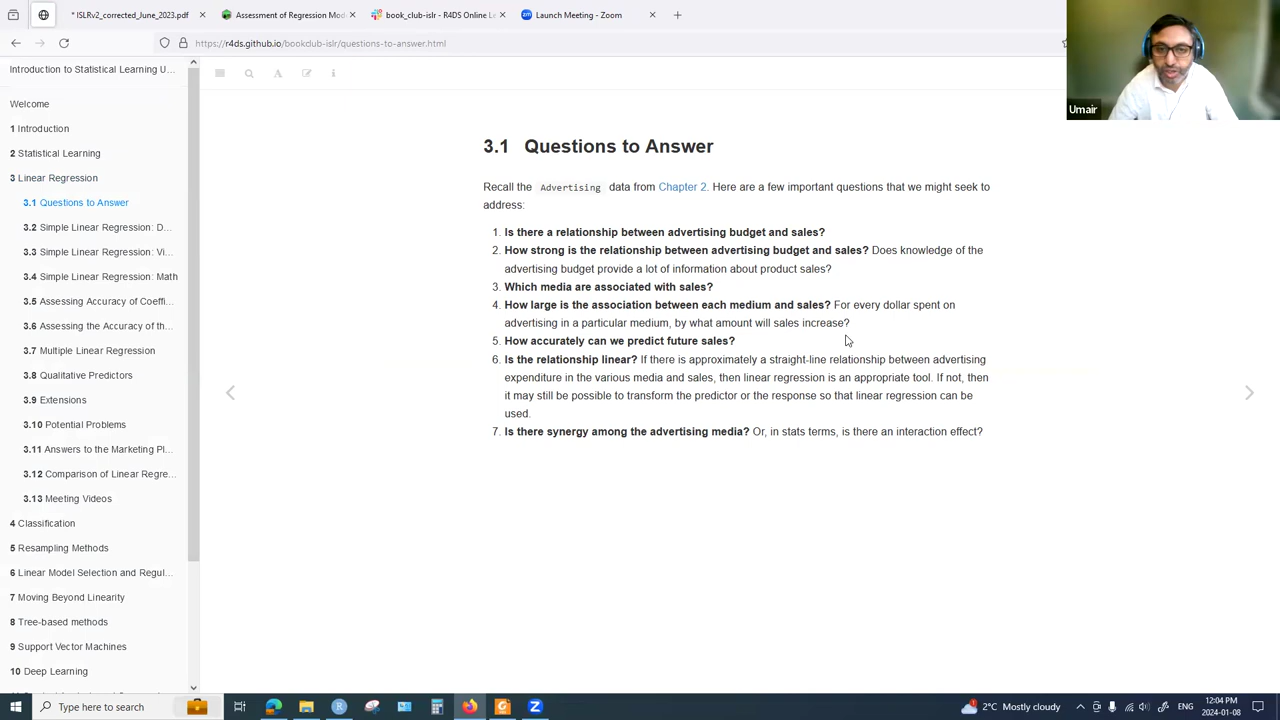 * ISLRv2_corrected_June_2023.pdf
Assessment of Regression Mod
book_club-islr - R4DS Online Le
Launch Meeting - Zoom
https://r4ds.github.io/bookclub-islr/questions-to-answer.html
Umair
Introduction to Statistical Learning U...
Welcome
1 Introduction
2 Statistical Learning
3 Linear Regression
3.1 Questions to Answer
3.2 Simple Linear Regression: D...
3.3 Simple Linear Regression: Vi...
3.4 Simple Linear Regression: Math
3.5 Assessing Accuracy of Coeffi...
3.6 Assessing the Accuracy of th...
3.7 Multiple Linear Regression
3.8 Qualitative Predictors
3.9 Extensions
3.10 Potential Problems
3.11 Answers to the Marketing Pl...
3.12 Comparison of Linear Regre...
3.13 Meeting Videos
4 Classification
5 Resampling Methods
6 Linear Model Selection and Regul...
7 Moving Beyond Linearity
8 Tree-based methods
9 Support Vector Machines
10 Deep Learning
3.1 Questions to Answer
Recall the Advertising data from Chapter 2. Here are a few important questions that we might seek to
address:
1. Is there a relationship between advertising budget and sales?
2. How strong is the relationship between advertising budget and sales? Does knowledge of the
advertising budget provide a lot of information about product sales?
3. Which media are associated with sales?
4. How large is the association between each medium and sales? For every dollar spent on
advertising in a particular medium, by what amount will sales increase?
5. How accurately can we predict future sales?
6. Is the relationship linear? If there is approximately a straight-line relationship between advertising
expenditure in the various media and sales, then linear regression is an appropriate tool. If not, then
it may still be possible to transform the predictor or the response so that linear regression can be
used.
7. Is there synergy among the advertising media? Or, in stats terms, is there an interaction effect?
Type here to search
2°C Mostly cloudy
ENG
12:04 PM
2024-01-08